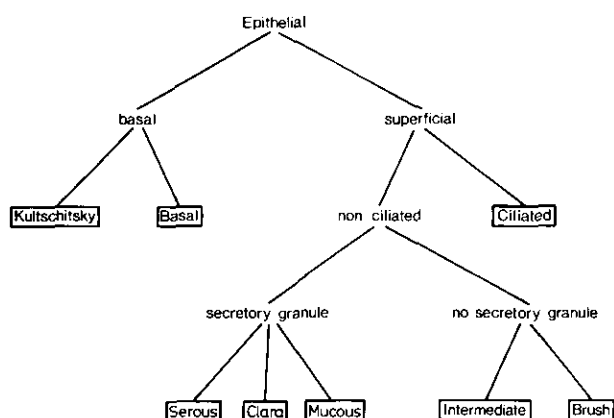 Epithelial
basal superficial
Kultschitsky Basal non ciliated Ciliated
secretory granule no secretory granule
Serous Clara Mucous Intermediate Brush